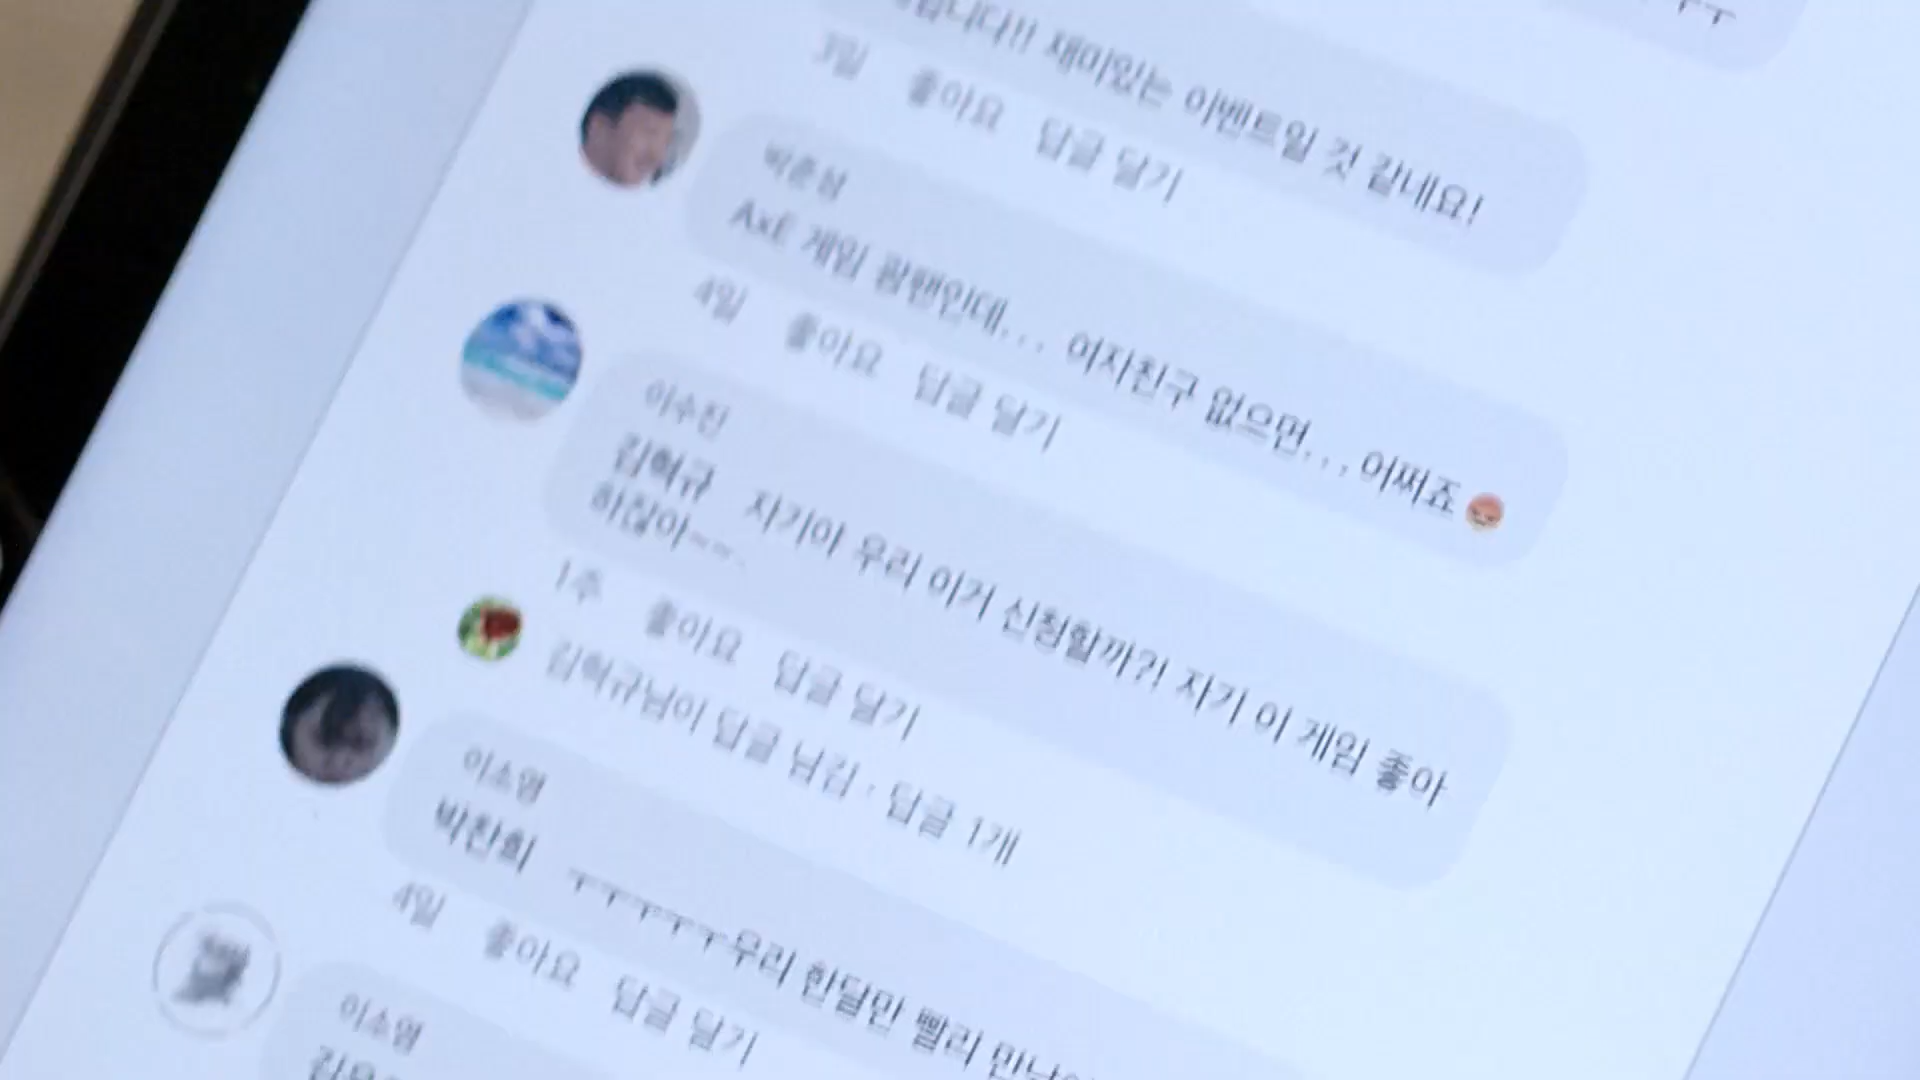 ㅜㅜ
니다!! 재미있는 이벤트일 것 같네요!
3일 좋아요 답글 달기
박준성
AxE 게임 광팬인데... 여자친구 없으면...어쩌죠
4일 좋아요 답글 달기
이수진
김혁규 자기야 우리 이거 신청할까?! 자기 이 게임 좋아
하잖아~~.
1주 좋아요 답글 달기
김혁규님이 답글 남김 · 답글 1개
이소영
박찬희 ㅜㅜㅜㅜㅜ우리 한달만 빨리
4일 좋아요 답글 달기
이소영